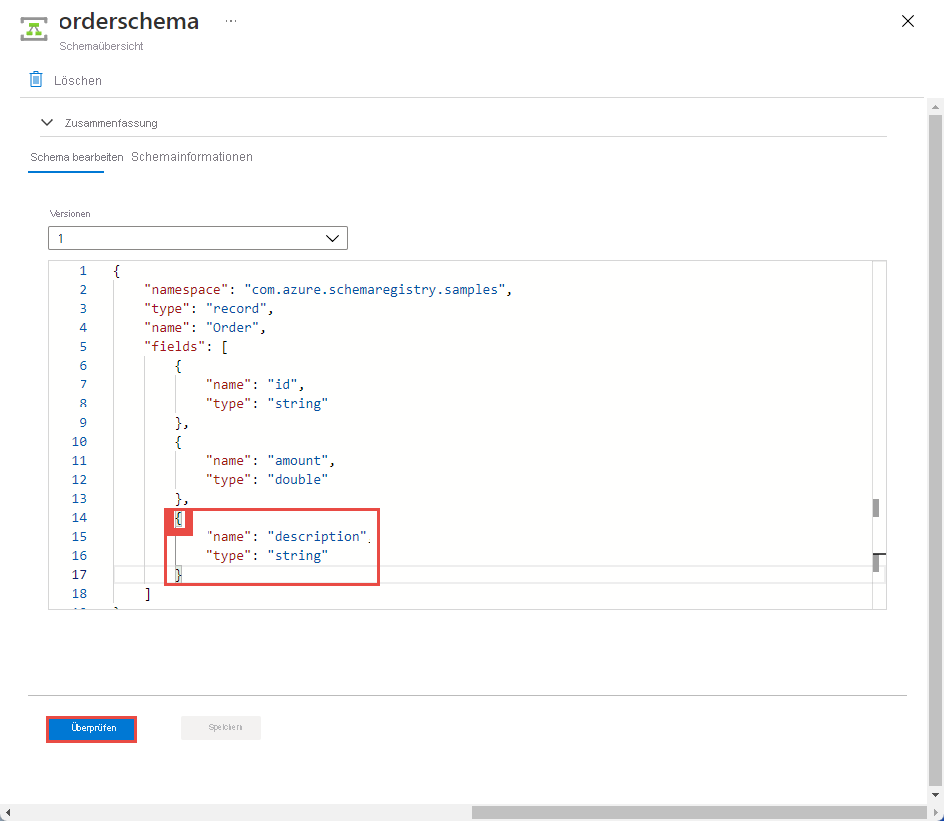 orderschema ...
Schemaübersicht
Löschen
Zusammenfassung
Schema bearbeiten Schemainformationen
Versionen
1
1 {
2 "namespace": "com.azure.schemaregistry.samples",
3 "type": "record",
4 "name": "Order",
5 "fields": [
6 {
7 "name": "id",
8 "type": "string"
9 },
10 {
11 "name": "amount",
12 "type": "double"
13 },
14 {
15 "name": "description",
16 "type": "string"
17 }
18 ]
Überprüfen Speichern